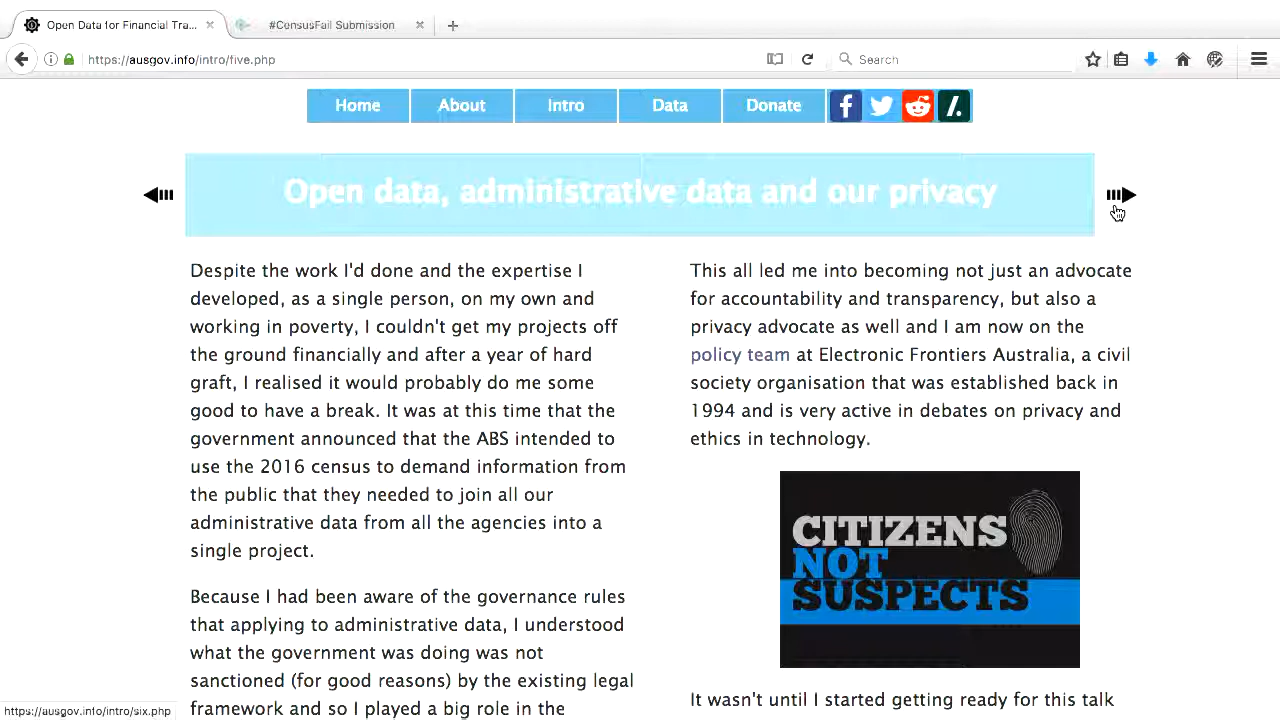 Open Data for Financial Tra...
#CensusFail Submission
https://ausgov.info/intro/five.php
Search
Home
About
Intro
Data
Donate
Open data, administrative data and our privacy
Despite the work I'd done and the expertise I
developed, as a single person, on my own and
working in poverty, I couldn't get my projects off
the ground financially and after a year of hard
graft, I realised it would probably do me some
good to have a break. It was at this time that the
government announced that the ABS intended to
use the 2016 census to demand information from
the public that they needed to join all our
administrative data from all the agencies into a
single project.
Because I had been aware of the governance rules
that applying to administrative data, I understood
what the government was doing was not
sanctioned (for good reasons) by the existing legal
framework and so I played a big role in the
This all led me into becoming not just an advocate
for accountability and transparency, but also a
privacy advocate as well and I am now on the
policy team at Electronic Frontiers Australia, a civil
society organisation that was established back in
1994 and is very active in debates on privacy and
ethics in technology.
CITIZENS
NOT
SUSPECTS
It wasn't until I started getting ready for this talk
https://ausgov.info/intro/six.php